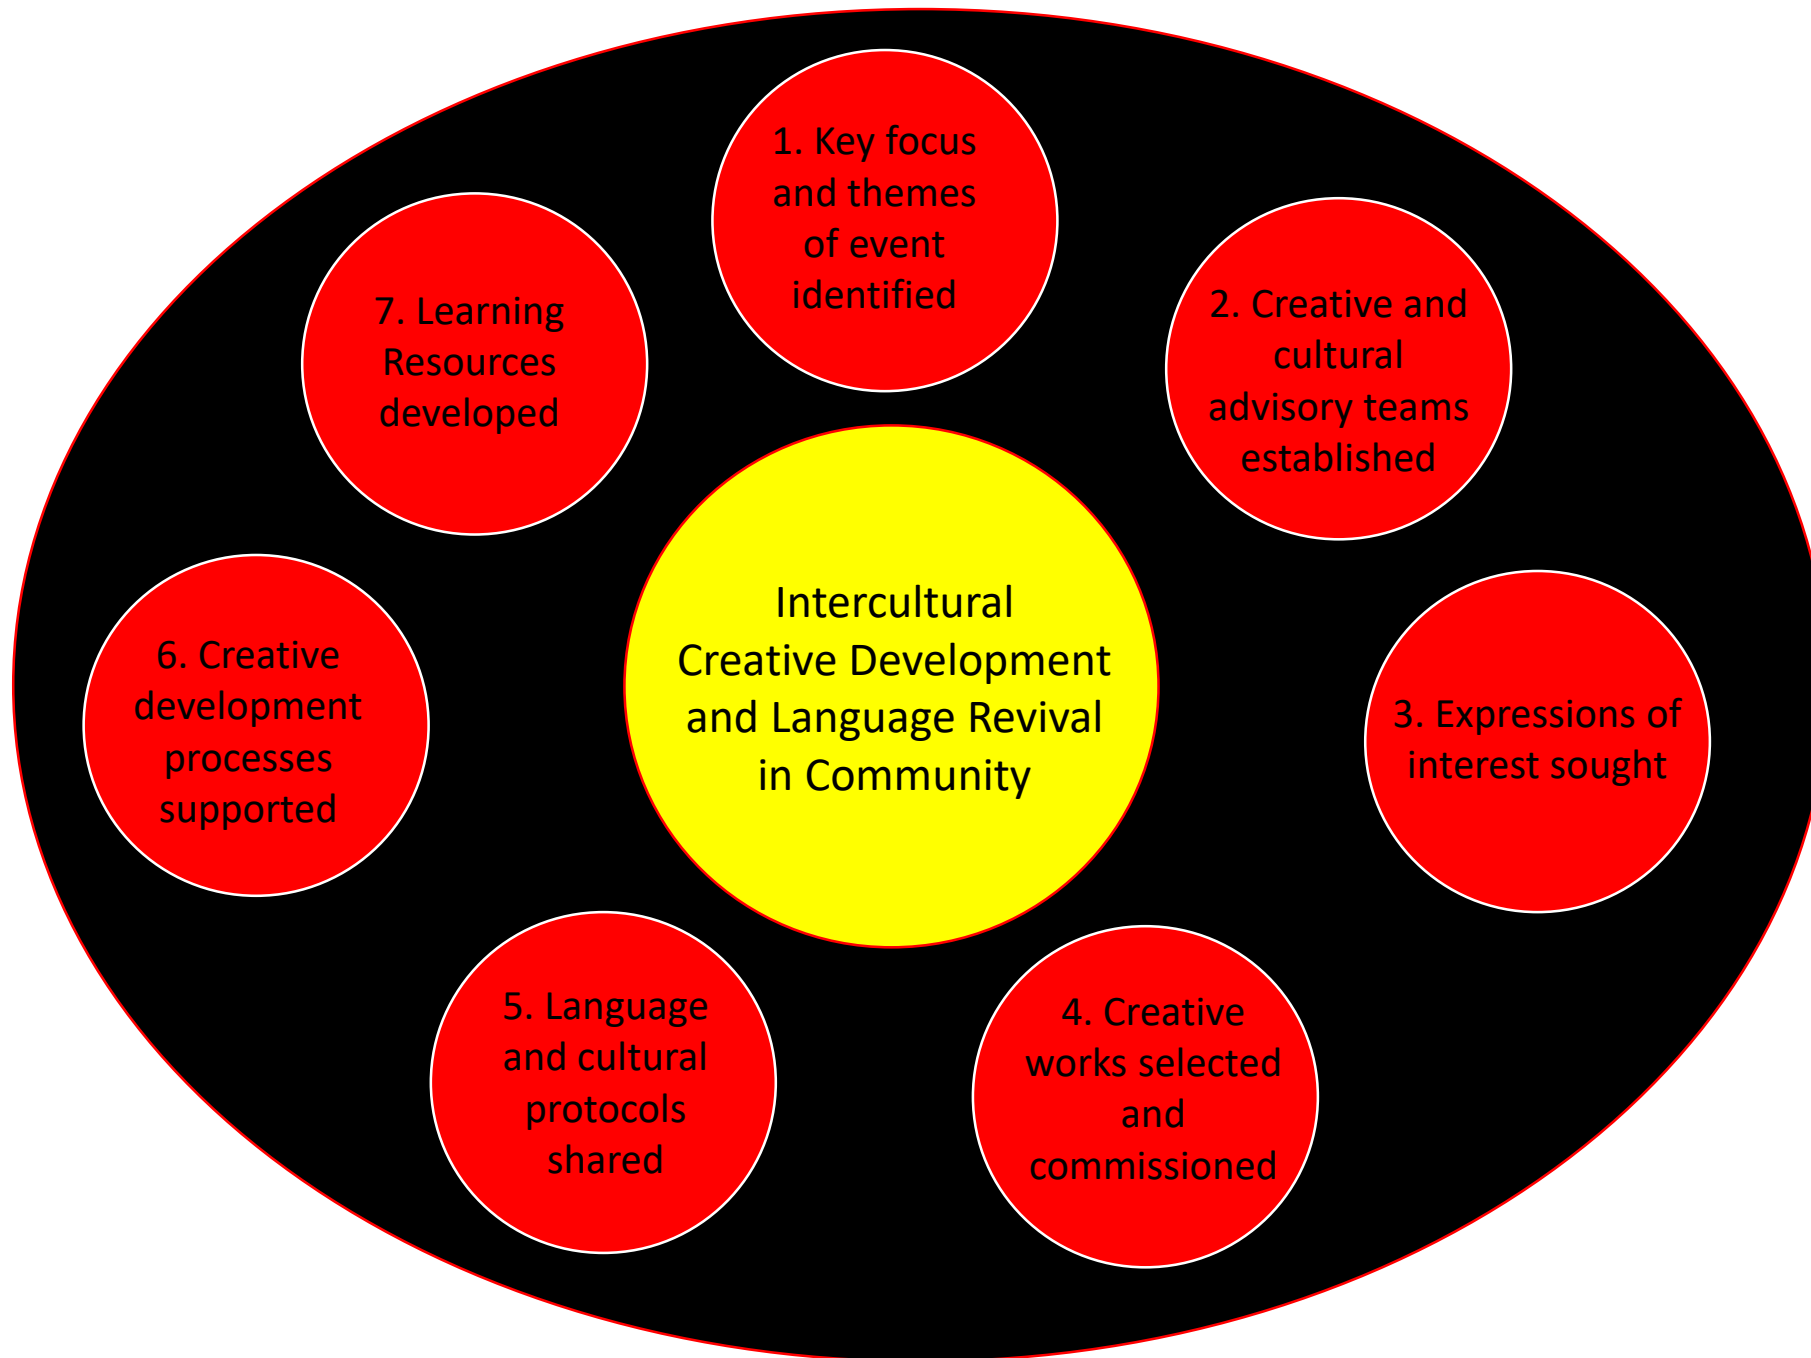 1. Key focus
and themes
of event
identified
2. Creative and
cultural
advisory teams
established
3. Expressions of
interest sought
4. Creative
works selected
and
commissioned
5. Language
and cultural
protocols
shared
6. Creative
development
processes
supported
7. Learning
Resources
developed
Intercultural
Creative Development
and Language Revival
in Community